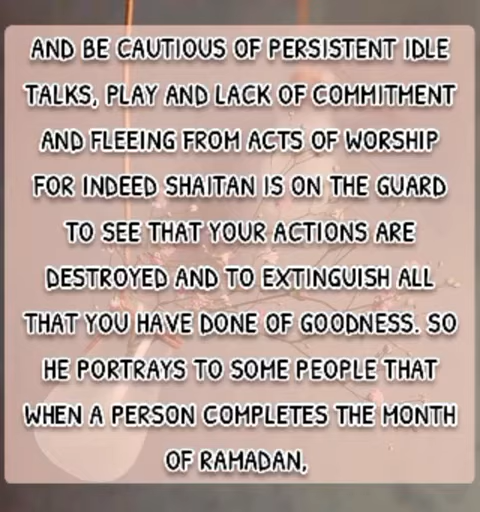 AND BE CAUTIOUS OF PERSISTENT IDLE
TALKS, PLAY AND LACK OF COMMITMENT
AND FLEEING FROM ACTS OF WORSHIP
FOR INDEED SHAITAN IS ON THE GUARD
TO SEE THAT YOUR ACTIONS ARE
DESTROYED AND TO EXTINGUISH ALL
THAT YOU HAVE DONE OF GOODNESS. SO
HE PORTRAYS TO SOME PEOPLE THAT
WHEN A PERSON COMPLETES THE MONTH
OF RAMADAN,